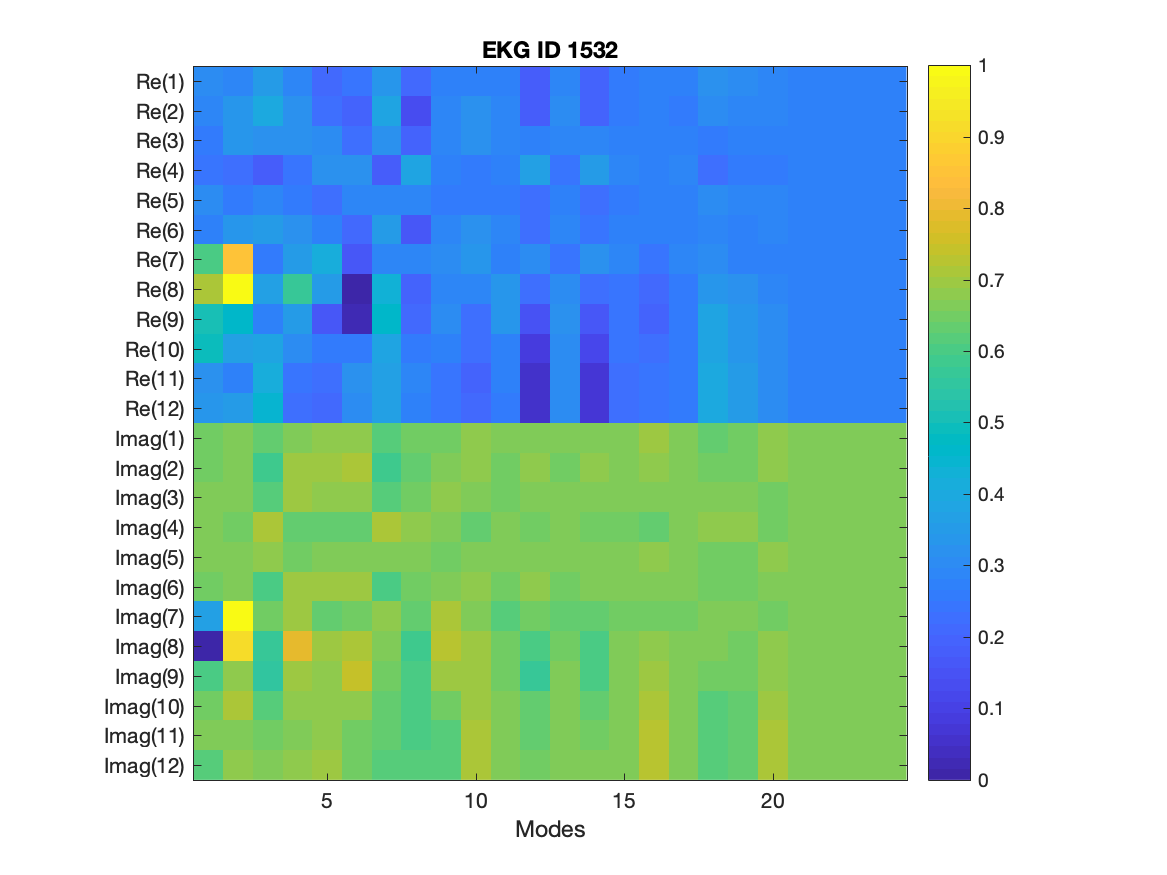 EKG ID 1532
Re(1)
Re(2)
Re(3)
Re(4)
Re(5)
Re(6)
Re(7)
Re(8)
Re(9)
Re(10)
Re(11)
Re(12)
Imag(1)
Imag(2)
Imag(3)
Imag(4)
Imag(5)
Imag(6)
Imag(7)
Imag(8)
Imag(9)
Imag(10)
Imag(11)
Imag(12)
5 10 15 20
Modes
1
0.9
0.8
0.7
0.6
0.5
0.4
0.3
0.2
0.1
0